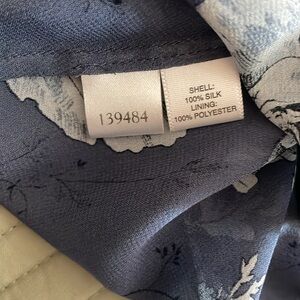 139484
SHELL:
100% SILK
LINING:
100% POLYESTER